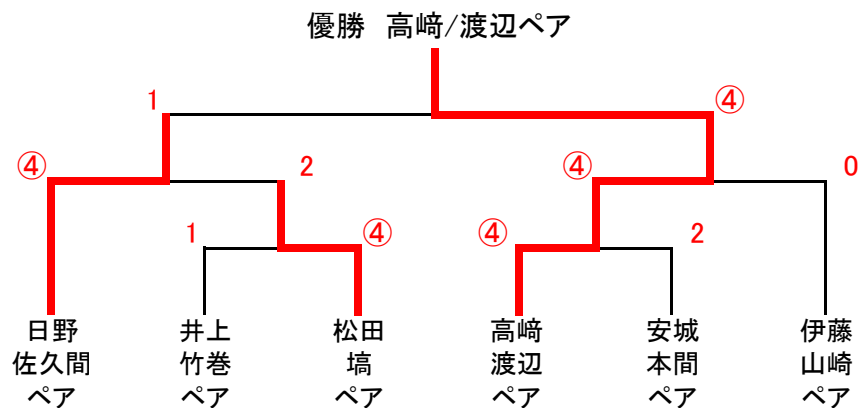 優勝 高﨑/渡辺ペア
1 ④
④ 2 ④ 0
1 ④ ④ 2
日野 井上 松田 高﨑 安城 伊藤
佐久間 竹巻 塙 渡辺 本間 山崎
ペア ペア ペア ペア ペア ペア